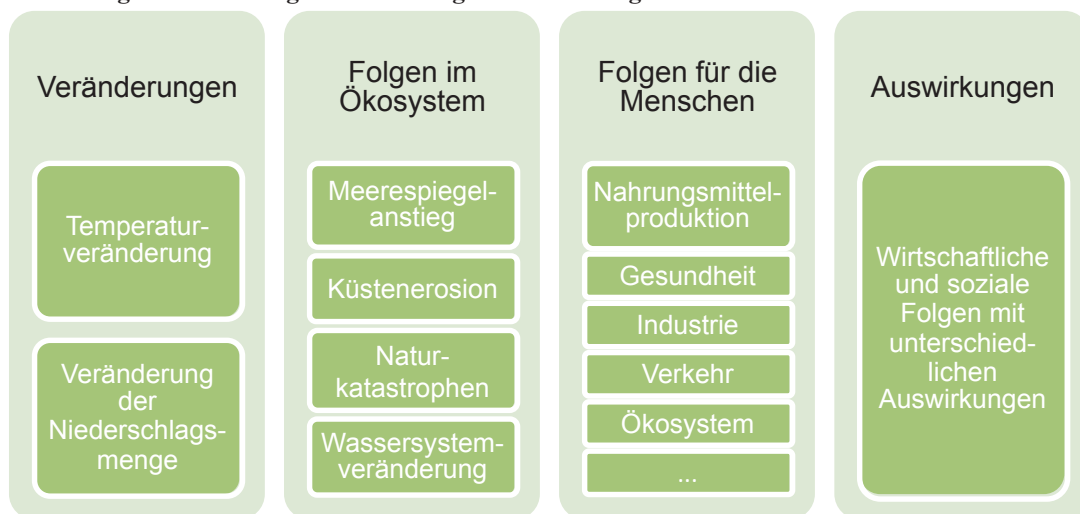 Veränderungen
Temperatur-
veränderung
Veränderung
der
Niederschlags-
menge
Folgen im
Ökosystem
Meerespiegel-
anstieg
Küstenerosion
Natur-
katastrophen
Wassersystem-
veränderung
Folgen für die
Menschen
Nahrungsmittel-
produktion
Gesundheit
Industrie
Verkehr
Ökosystem
...
Auswirkungen
Wirtschaftliche
und soziale
Folgen mit
unterschied-
lichen
Auswirkungen